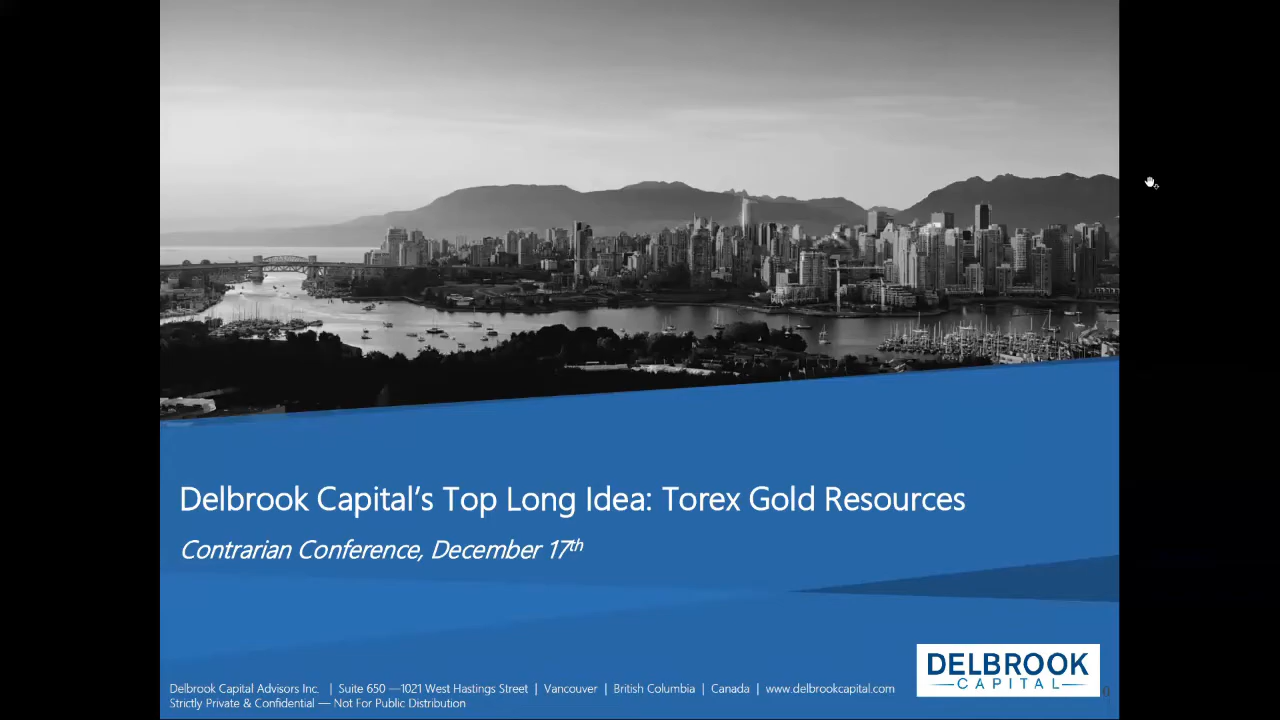 Delbrook Capital's Top Long Idea: Torex Gold Resources
Contrarian Conference, December 17th
DELBROOK
CAPITAL
Delbrook Capital Advisors Inc. | Suite 650 —1021 West Hastings Street | Vancouver | British Columbia | Canada | www.delbrookcapital.com
Strictly Private & Confidential — Not For Public Distribution